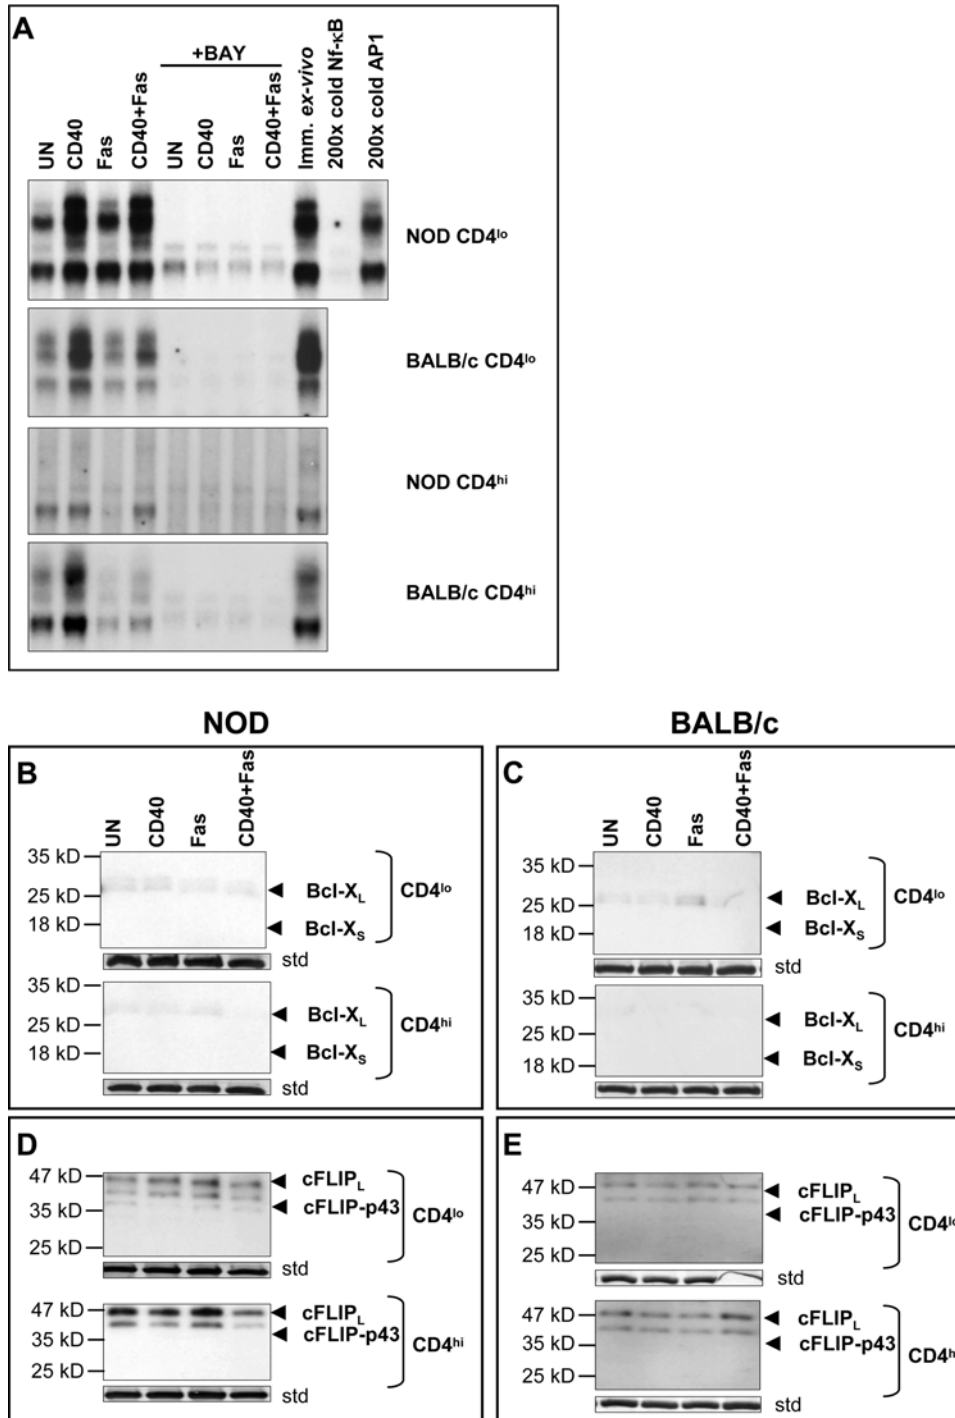 A
+BAY
UN
CD40
Fas
CD40+Fas
UN
CD40
Fas
CD40+Fas
Imm. ex-vivo
200x cold Nf-κB
200x cold AP1
NOD CD4lo
BALB/c CD4lo
NOD CD4hi
BALB/c CD4hi
NOD
BALB/c
B
UN
CD40
Fas
CD40+Fas
35 kD
25 kD
18 kD
Bcl-XL
Bcl-XS
CD4lo
std
35 kD
25 kD
18 kD
Bcl-XL
Bcl-XS
CD4hi
std
C
UN
CD40
Fas
CD40+Fas
35 kD
25 kD
18 kD
Bcl-XL
Bcl-XS
CD4lo
std
35 kD
25 kD
18 kD
Bcl-XL
Bcl-XS
CD4hi
std
D
47 kD
35 kD
25 kD
cFLIPL
cFLIP-p43
CD4lo
std
47 kD
35 kD
25 kD
cFLIPL
cFLIP-p43
CD4hi
std
E
47 kD
35 kD
25 kD
cFLIPL
cFLIP-p43
CD4lo
std
47 kD
35 kD
25 kD
cFLIPL
cFLIP-p43
CD4h
std